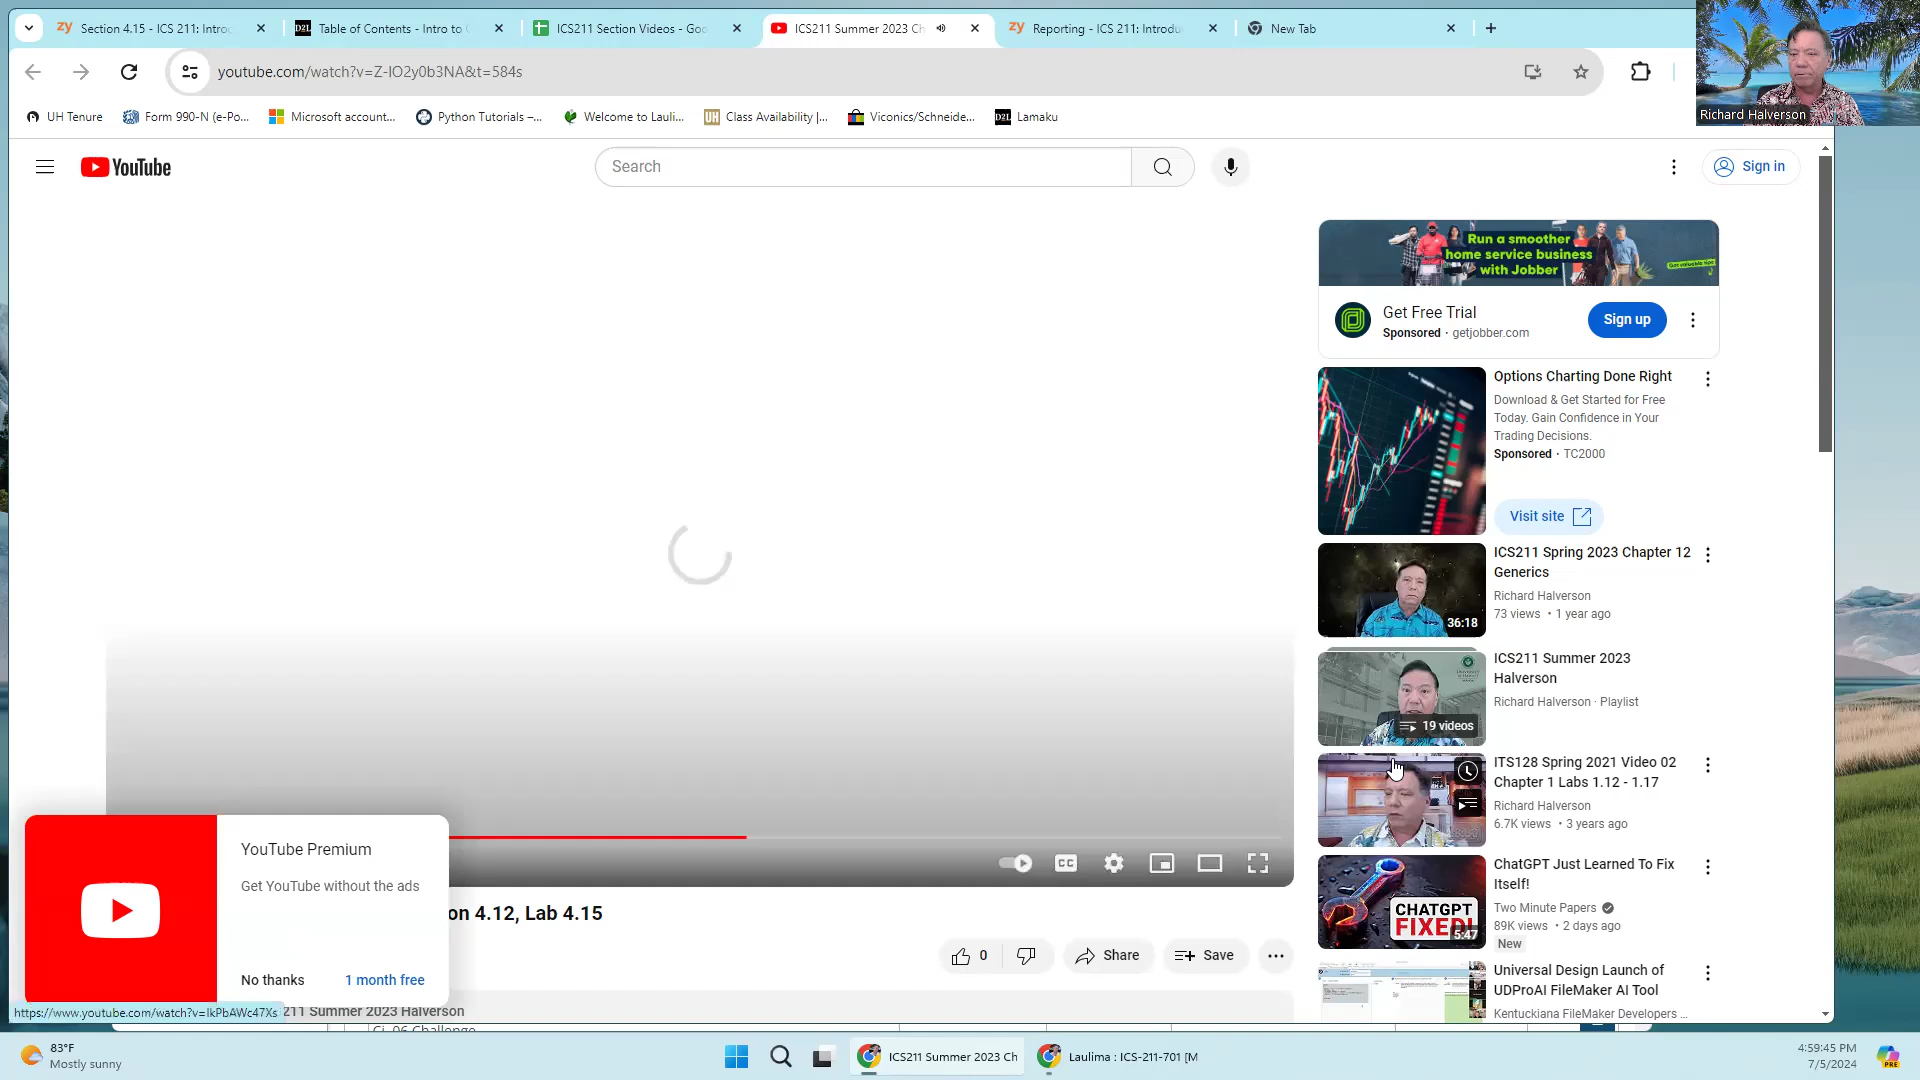 Section 4.15 - ICS 211: Introd
Table of Contents - Intro to C
ICS211 Section Videos - Goo
ICS211 Summer 2023 Ch
Reporting - ICS 211: Introdu
New Tab
youtube.com/watch?v=Z-IO2y0b3NA&t=584s
UH Tenure
Form 990-N (e-Po...
Microsoft account...
Python Tutorials –...
Welcome to Lauli...
Class Availability |...
Viconics/Schneide...
Lamaku
Richard Halverson
YouTube
Search
Sign in
Run a smoother
home service business
with Jobber
Get Free Trial
Sponsored · getjobber.com
Sign up
Options Charting Done Right
Download & Get Started for Free
Today. Gain Confidence in Your
Trading Decisions.
Sponsored · TC2000
Visit site
36:18
ICS211 Spring 2023 Chapter 12
Generics
Richard Halverson
73 views • 1 year ago
19 videos
ICS211 Summer 2023
Halverson
Richard Halverson · Playlist
ITS128 Spring 2021 Video 02
Chapter 1 Labs 1.12 - 1.17
Richard Halverson
6.7K views • 3 years ago
CHATGPT
FIXED!
5:47
ChatGPT Just Learned To Fix
Itself!
Two Minute Papers
89K views • 2 days ago
New
Universal Design Launch of
UDProAI FileMaker AI Tool
Kentuckiana FileMaker Developers ...
YouTube Premium
Get YouTube without the ads
No thanks
1 month free
on 4.12, Lab 4.15
0
Share
Save
https://www.youtube.com/watch?v=IkPbAWc47Xs
211 Summer 2023 Halverson
83°F
Mostly sunny
ICS211 Summer 2023 Ch
Laulima : ICS-211-701 [M
4:59:45 PM
7/5/2024
PRE